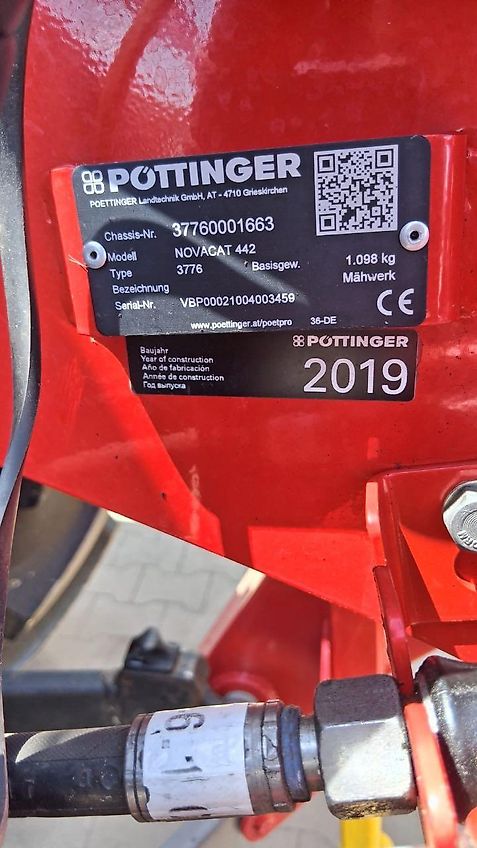 PÖTTINGER
POETTINGER Landtechnik GmbH, AT - 4710 Grieskirchen
Chassis-Nr. 37760001663
Modell NOVACAT 442
Type 3776 Basisgew. 1.098 kg
Bezeichnung Mähwerk
Serial-Nr. VBP00021004003459
www.poettinger.at/poetpro 36-DE CE
PÖTTINGER
Baujahr
Year of construction
Año de fabricación
Année de construction
Год выпуска
2019